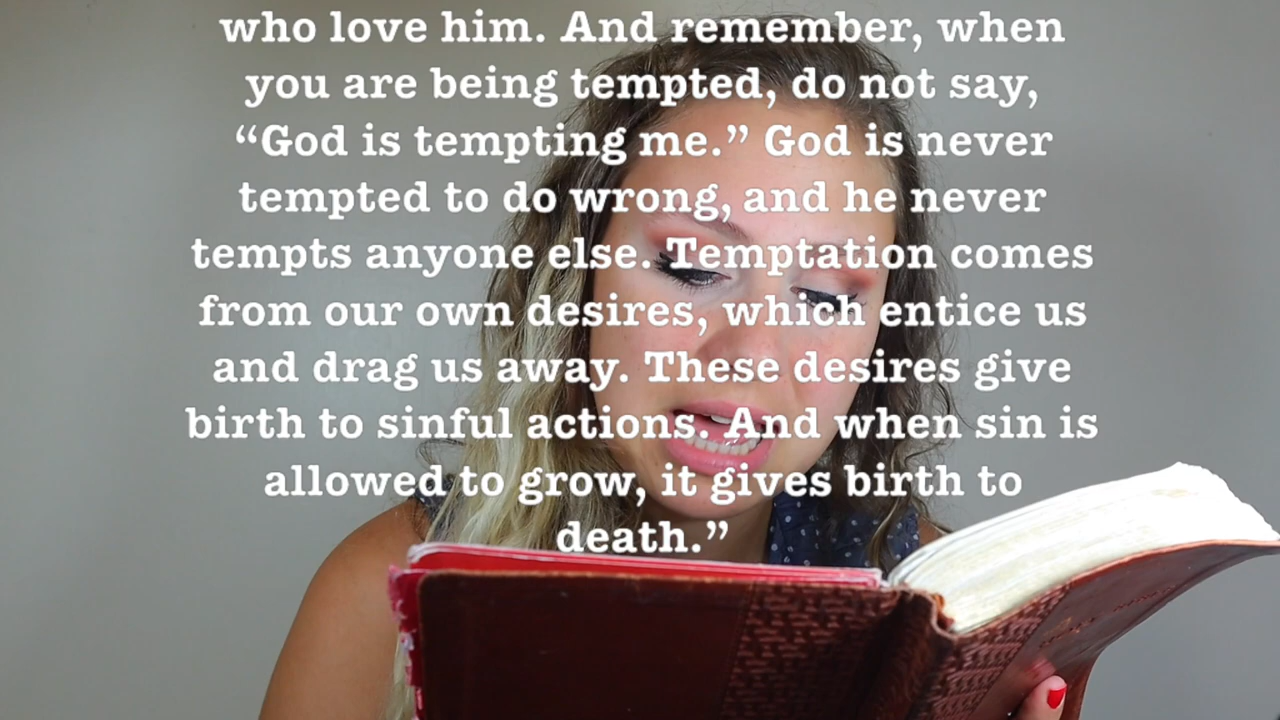 who love him. And remember, when
you are being tempted, do not say,
“God is tempting me.” God is never
tempted to do wrong, and he never
tempts anyone else. Temptation comes
from our own desires, which entice us
and drag us away. These desires give
birth to sinful actions. And when sin is
allowed to grow, it gives birth to
death.”